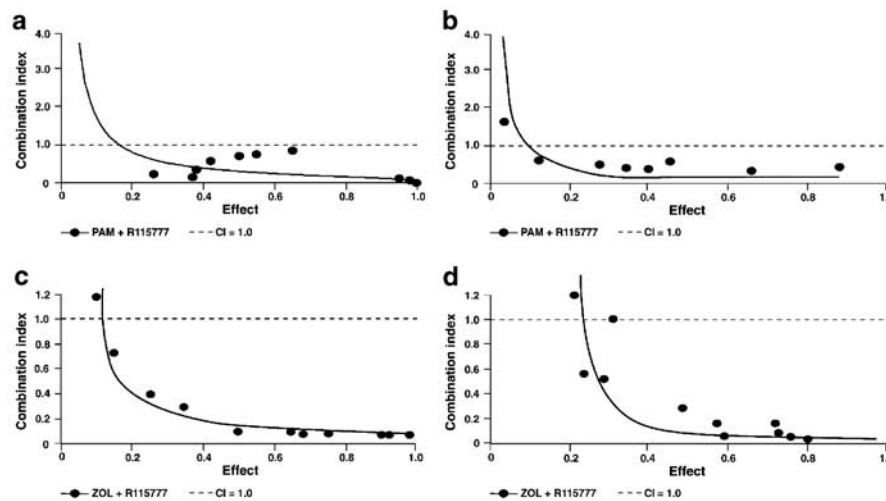 a
4.0
3.0
2.0
1.0
0
Combination index
0 0.2 0.4 0.6 0.8 1.0
Effect
PAM + R115777 CI = 1.0
b
4.0
3.0
2.0
1.0
0
Combination index
0 0.2 0.4 0.6 0.8 1.0
Effect
PAM + R115777 CI = 1.0
c
1.2
1.0
0.8
0.6
0.4
0.2
0
Combination index
0 0.2 0.4 0.6 0.8 1.0
Effect
ZOL + R115777 CI = 1.0
d
1.2
1.0
0.8
0.6
0.4
0.2
0
Combination index
0 0.2 0.4 0.6 0.8
Effect
ZOL + R115777 CI = 1.0